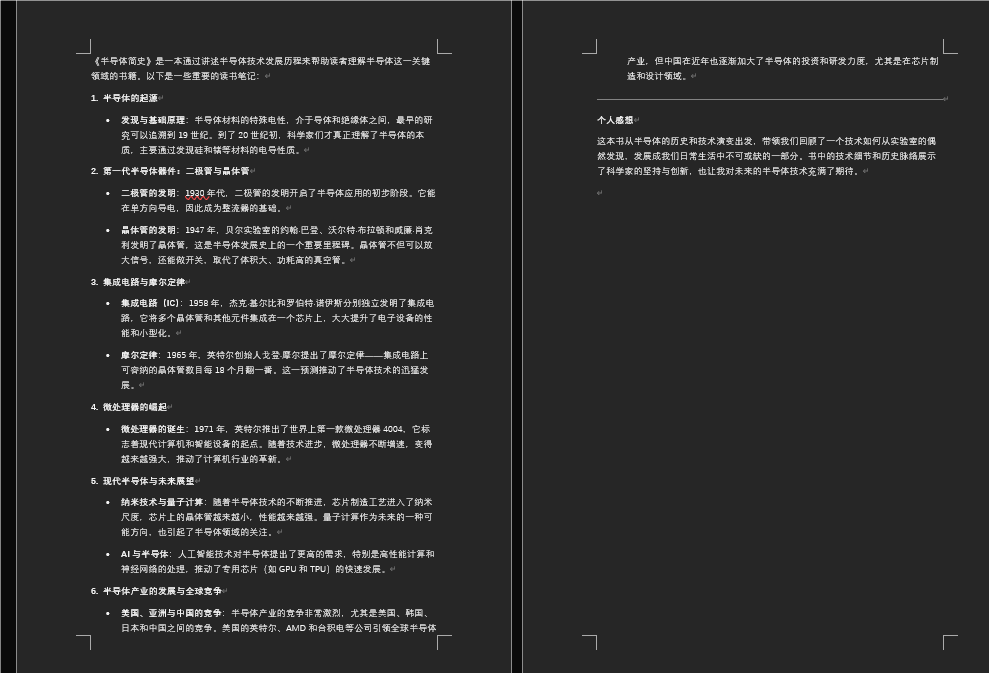 《半导体简史》是一本通过讲述半导体技术发展历程来帮助读者理解半导体这一关键
领域的书籍。以下是一些重要的读书笔记：
1. 半导体的起源
• 发现与基础原理：半导体材料的特殊电性，介于导体和绝缘体之间，最早的研
究可以追溯到 19 世纪。到了 20 世纪初，科学家们才真正理解了半导体的本
质，主要通过发现硅和锗等材料的电导性质。
2. 第一代半导体器件：二极管与晶体管
• 二极管的发明：1930 年代，二极管的发明开启了半导体应用的初步阶段。它能
在单方向导电，因此成为整流器的基础。
• 晶体管的发明：1947 年，贝尔实验室的约翰·巴登、沃尔特·布拉顿和威廉·肖克
利发明了晶体管，这是半导体发展史上的一个重要里程碑。晶体管不但可以放
大信号，还能做开关，取代了体积大、功耗高的真空管。
3. 集成电路与摩尔定律
• 集成电路（IC）：1958 年，杰克·基尔比和罗伯特·诺伊斯分别独立发明了集成电
路，它将多个晶体管和其他元件集成在一个芯片上，大大提升了电子设备的性
能和小型化。
• 摩尔定律：1965 年，英特尔创始人戈登·摩尔提出了摩尔定律——集成电路上
可容纳的晶体管数目每 18 个月翻一番。这一预测推动了半导体技术的迅猛发
展。
4. 微处理器的崛起
• 微处理器的诞生：1971 年，英特尔推出了世界上第一款微处理器 4004，它标
志着现代计算机和智能设备的起点。随着技术进步，微处理器不断增速，变得
越来越强大，推动了计算机行业的革新。
5. 现代半导体与未来展望
• 纳米技术与量子计算：随着半导体技术的不断推进，芯片制造工艺进入了纳米
尺度，芯片上的晶体管越来越小，性能越来越强。量子计算作为未来的一种可
能方向，也引起了半导体领域的关注。
• AI 与半导体：人工智能技术对半导体提出了更高的需求，特别是高性能计算和
神经网络的处理，推动了专用芯片（如 GPU 和 TPU）的快速发展。
6. 半导体产业的发展与全球竞争
• 美国、亚洲与中国的竞争：半导体产业的竞争非常激烈，尤其是美国、韩国、
日本和中国之间的竞争。美国的英特尔、AMD 和台积电等公司引领全球半导体
产业，但中国在近年也逐渐加大了半导体的投资和研发力度，尤其是在芯片制
造和设计领域。
个人感想
这本书从半导体的历史和技术演变出发，带领我们回顾了一个技术如何从实验室的偶
然发现，发展成我们日常生活中不可或缺的一部分。书中的技术细节和历史脉络展示
了科学家的坚持与创新，也让我对未来的半导体技术充满了期待。